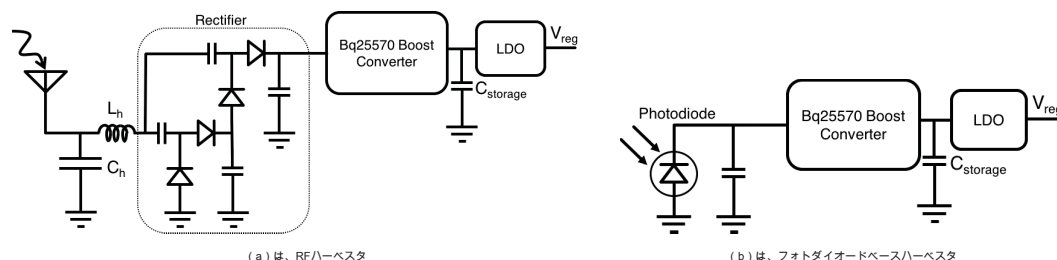 Rectifier
Bq25570 Boost
Converter
LDO
V_reg
C_storage
L_h
C_h
(a)は、RFハーベスタ
Photodiode
Bq25570 Boost
Converter
LDO
V_reg
C_storage
(b)は、フォトダイオードベースハーベスタ